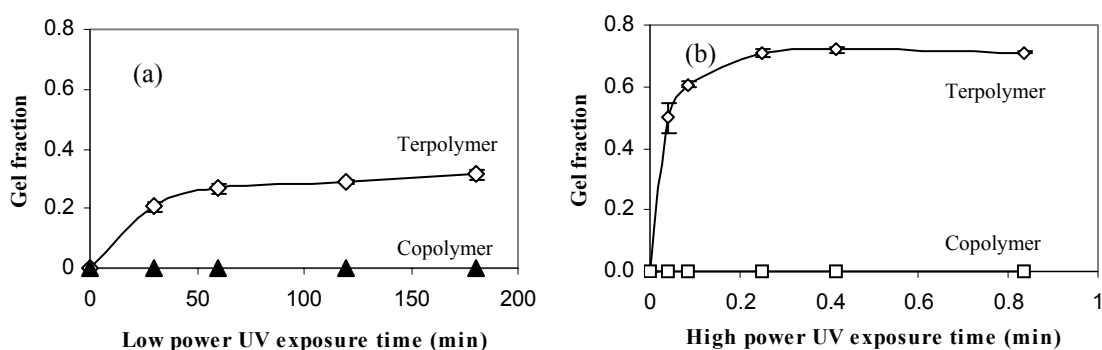 0.8
0.6
0.4
0.2
0
0 50 100 150 200
Gel fraction
(a)
Terpolymer
Copolymer
Low power UV exposure time (min)
0.8
0.6
0.4
0.2
0.0
0 0.2 0.4 0.6 0.8 1
Gel fraction
(b)
Terpolymer
Copolymer
High power UV exposure time (min)